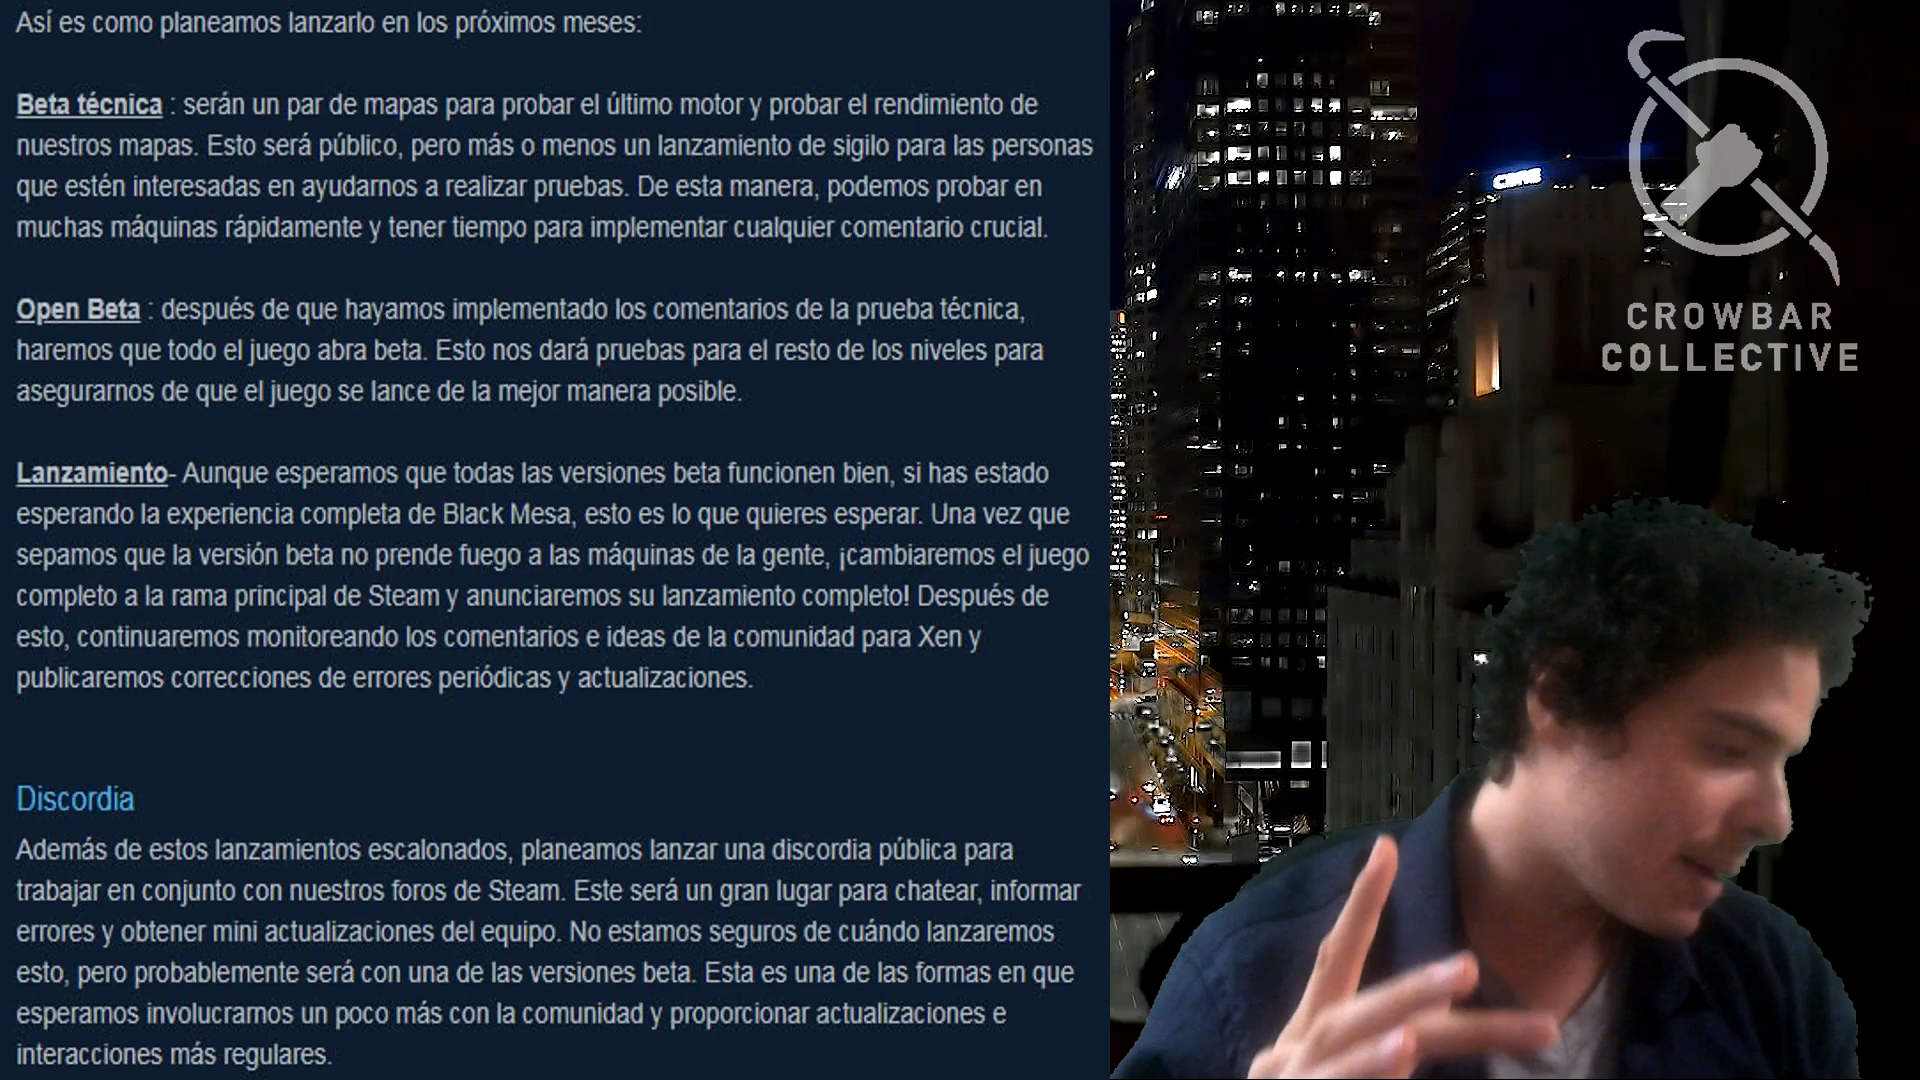 Así es como planeamos lanzarlo en los próximos meses:
Beta técnica : serán un par de mapas para probar el último motor y probar el rendimiento de
nuestros mapas. Esto será público, pero más o menos un lanzamiento de sigilo para las personas
que estén interesadas en ayudarnos a realizar pruebas. De esta manera, podemos probar en
muchas máquinas rápidamente y tener tiempo para implementar cualquier comentario crucial.
Open Beta : después de que hayamos implementado los comentarios de la prueba técnica,
haremos que todo el juego abra beta. Esto nos dará pruebas para el resto de los niveles para
asegurarnos de que el juego se lance de la mejor manera posible.
Lanzamiento- Aunque esperamos que todas las versiones beta funcionen bien, si has estado
esperando la experiencia completa de Black Mesa, esto es lo que quieres esperar. Una vez que
sepamos que la versión beta no prende fuego a las máquinas de la gente, ¡cambiaremos el juego
completo a la rama principal de Steam y anunciaremos su lanzamiento completo! Después de
esto, continuaremos monitoreando los comentarios e ideas de la comunidad para Xen y
publicaremos correcciones de errores periódicas y actualizaciones.
Discordia
Además de estos lanzamientos escalonados, planeamos lanzar una discordia pública para
trabajar en conjunto con nuestros foros de Steam. Este será un gran lugar para chatear, informar
errores y obtener mini actualizaciones del equipo. No estamos seguros de cuándo lanzaremos
esto, pero probablemente será con una de las versiones beta. Esta es una de las formas en que
esperamos involucrarnos un poco más con la comunidad y proporcionar actualizaciones e
interacciones más regulares.
CROWBAR
COLLECTIVE